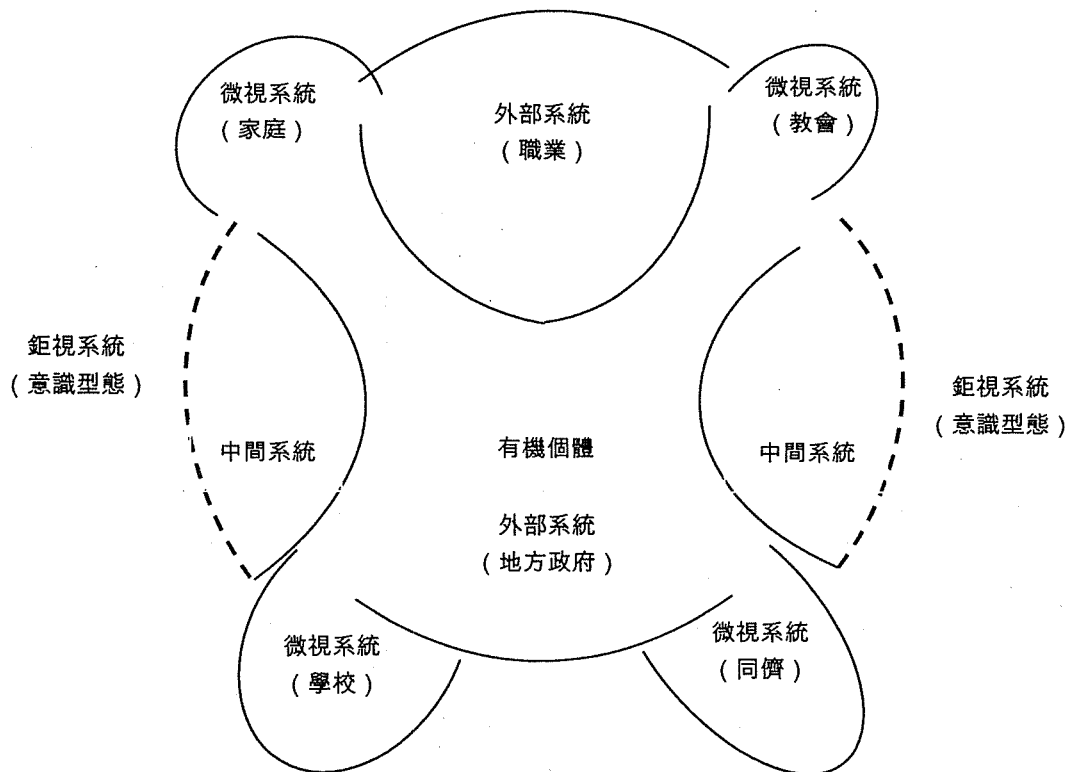 微視系統
（家庭）
外部系統
（職業）
微視系統
（教會）
鉅視系統
（意識型態）
鉅視系統
（意識型態）
中間系統
有機個體
中間系統
外部系統
（地方政府）
微視系統
（學校）
微視系統
（同儕）